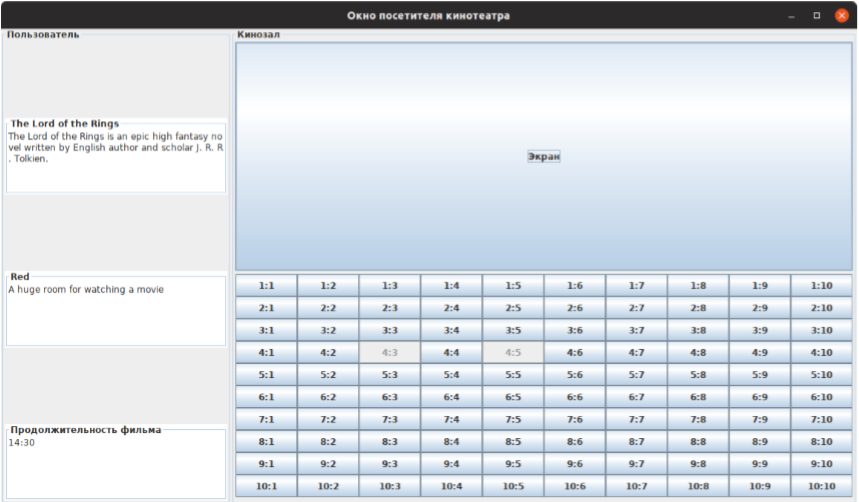 Окно посетителя кинотеатра
Пользователь
The Lord of the Rings
The Lord of the Rings is an epic high fantasy no
vel written by English author and scholar J. R. R
. Tolkien.
Red
A huge room for watching a movie
Продолжительность фильма
14:30
Кинозал
Экран
1:1 1:2 1:3 1:4 1:5 1:6 1:7 1:8 1:9 1:10
2:1 2:2 2:3 2:4 2:5 2:6 2:7 2:8 2:9 2:10
3:1 3:2 3:3 3:4 3:5 3:6 3:7 3:8 3:9 3:10
4:1 4:2 4:3 4:4 4:5 4:6 4:7 4:8 4:9 4:10
5:1 5:2 5:3 5:4 5:5 5:6 5:7 5:8 5:9 5:10
6:1 6:2 6:3 6:4 6:5 6:6 6:7 6:8 6:9 6:10
7:1 7:2 7:3 7:4 7:5 7:6 7:7 7:8 7:9 7:10
8:1 8:2 8:3 8:4 8:5 8:6 8:7 8:8 8:9 8:10
9:1 9:2 9:3 9:4 9:5 9:6 9:7 9:8 9:9 9:10
10:1 10:2 10:3 10:4 10:5 10:6 10:7 10:8 10:9 10:10